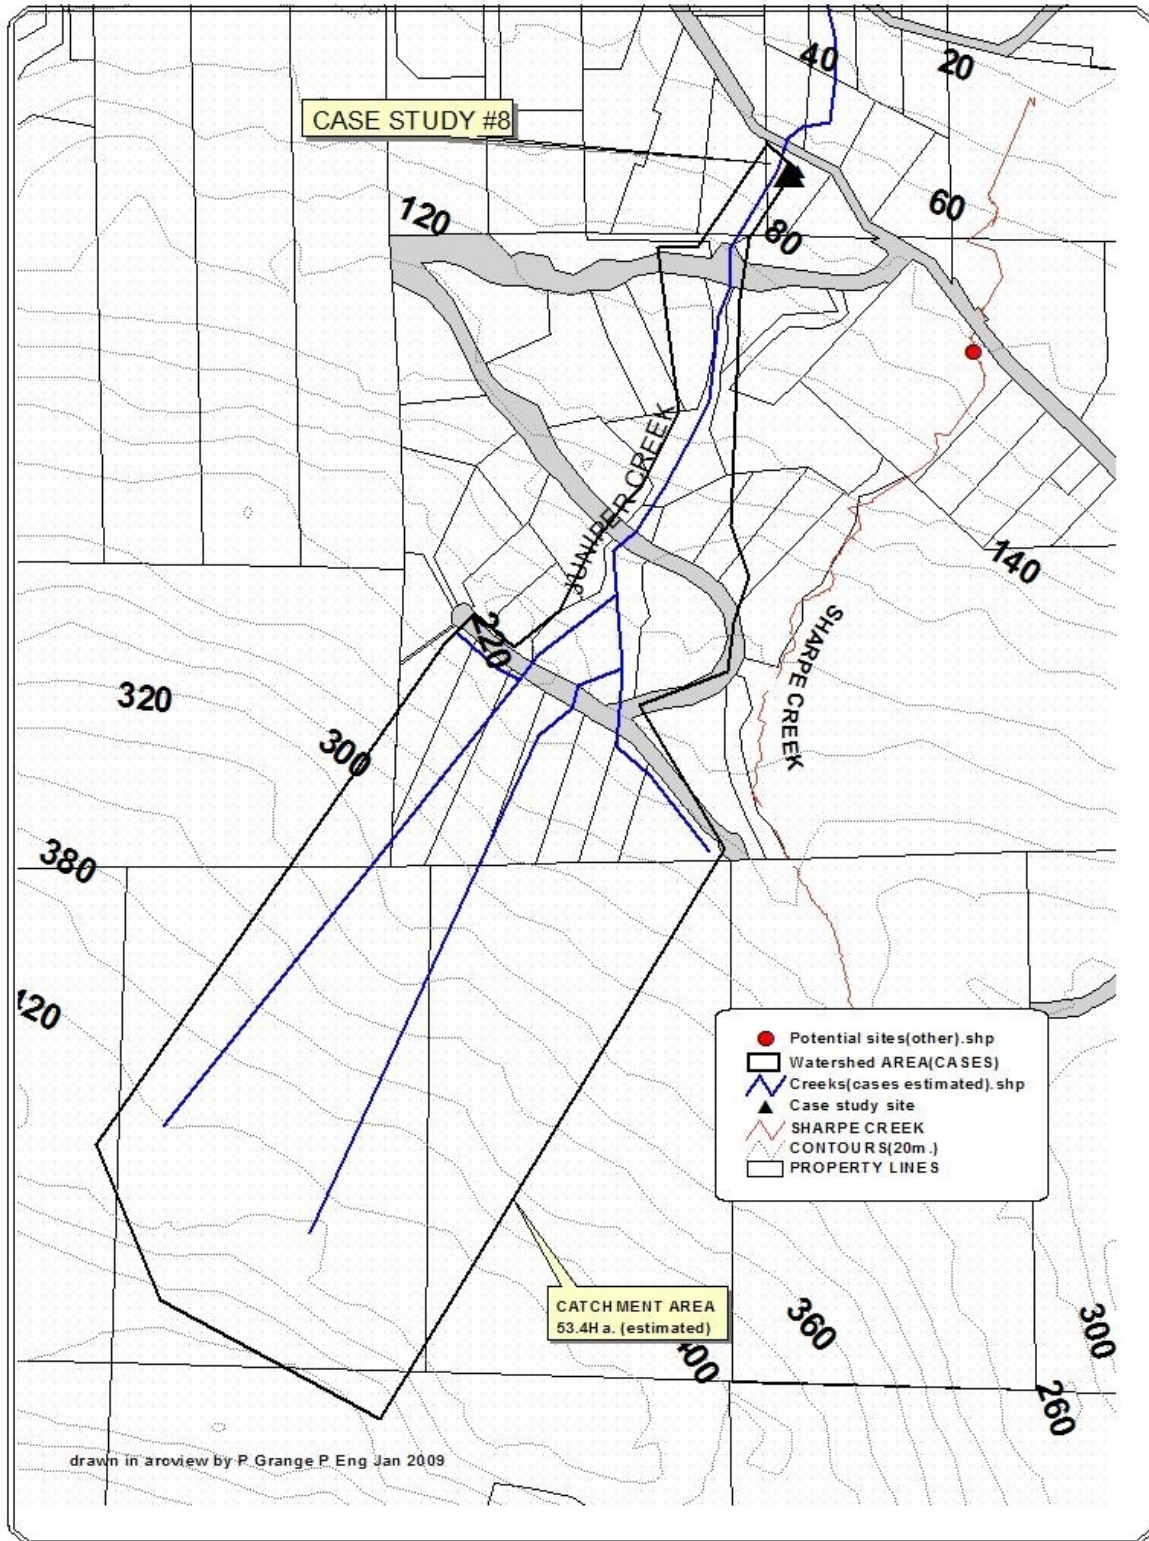 40
20
CASE STUDY #8
120
60
80
JUNIPER CREEK
140
220
SHARPE CREEK
320
300
380
Potential sites(other).shp
Watershed AREA(CASES)
Creeks(cases estimated).shp
Case study site
SHARPE CREEK
CONTOURS(20m.)
PROPERTY LINES
CATCHMENT AREA
53.4Ha. (estimated)
360
300
260
drawn in arcview by P Grange P Eng Jan 2009